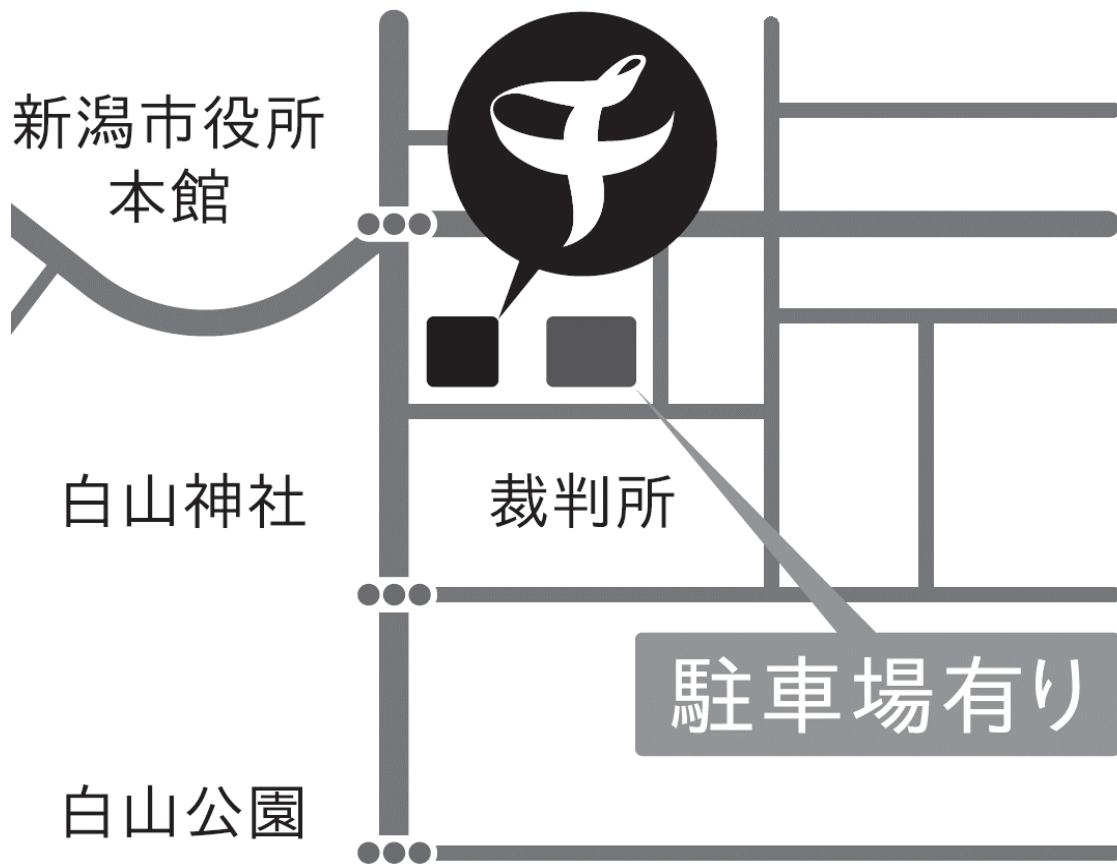 新潟市役所
本館
白山神社
裁判所
駐車場有り
白山公園